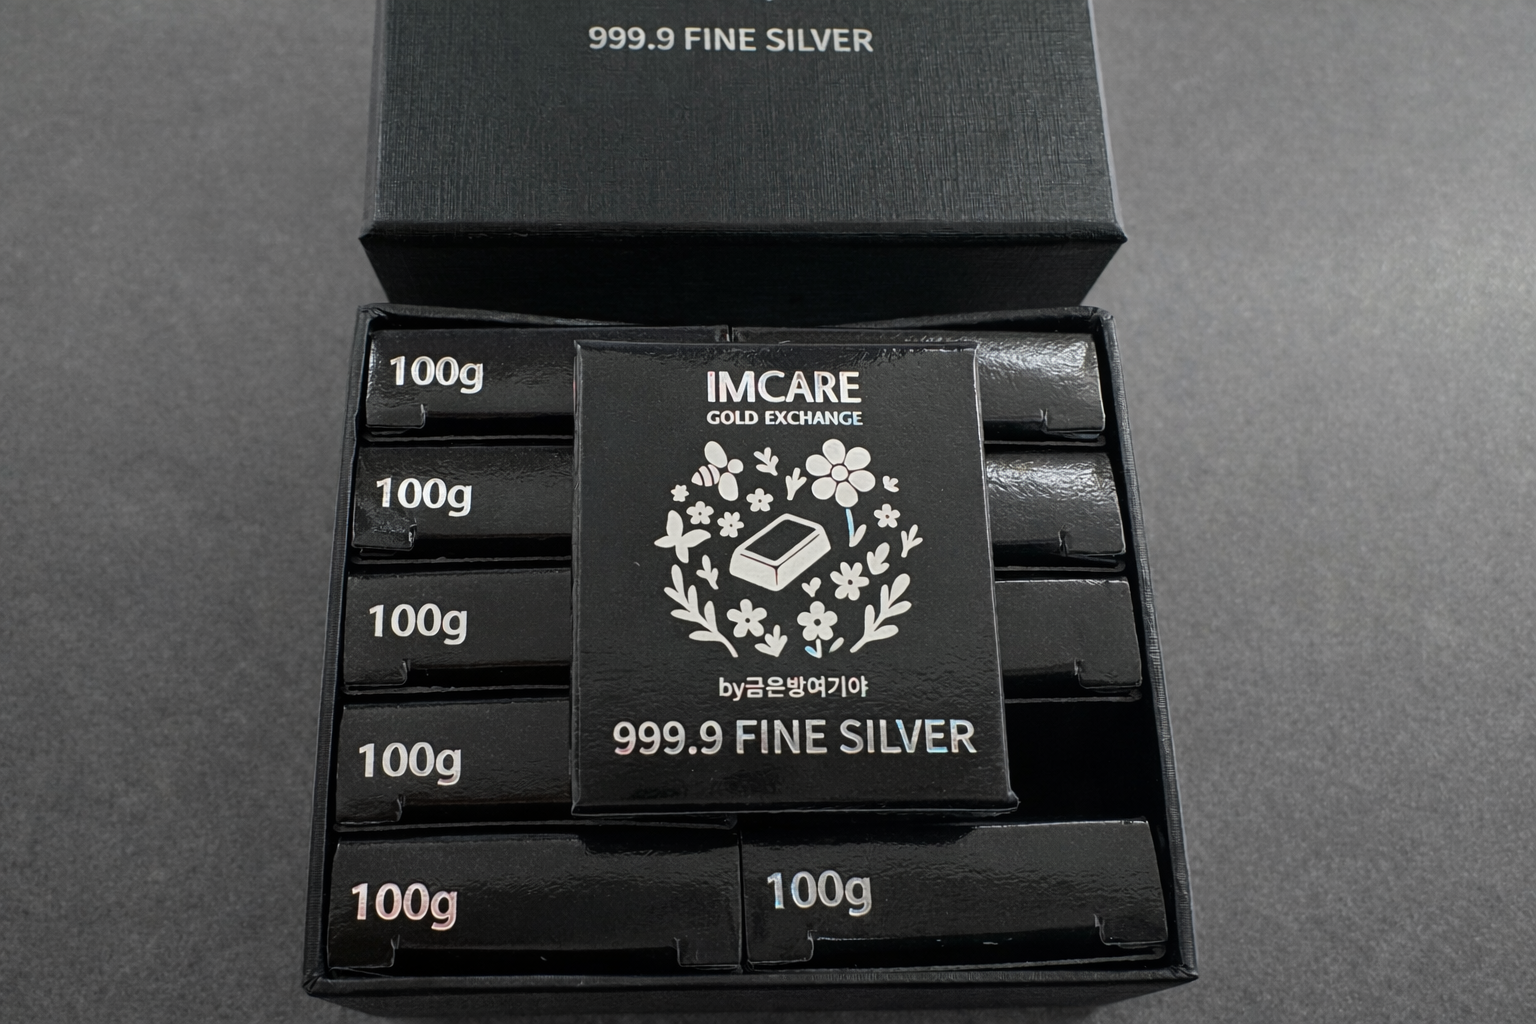 999.9 FINE SILVER
100g
IMCARE
GOLD EXCHANGE
100g
100g
by금은방여기야
999.9 FINE SILVER
100g
100g
100g